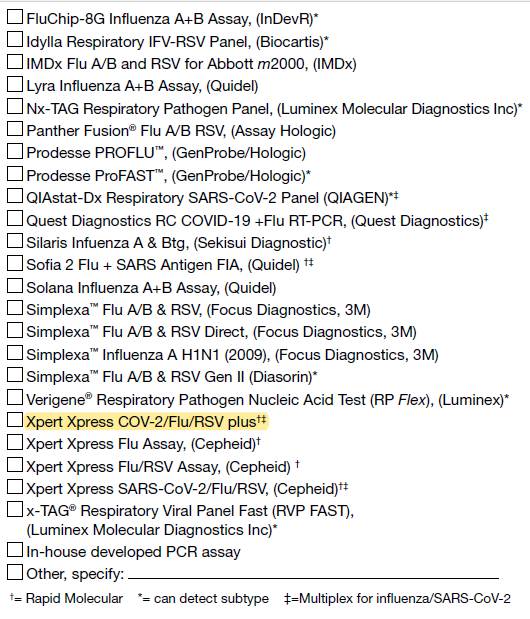 FluChip-8G Influenza A+B Assay, (InDevR)*
Idylla Respiratory IFV-RSV Panel, (Biocartis)*
IMDx Flu A/B and RSV for Abbott m2000, (IMDx)
Lyra Influenza A+B Assay, (Quidel)
Nx-TAG Respiratory Pathogen Panel, (Luminex Molecular Diagnostics Inc)*
Panther Fusion® Flu A/B RSV, (Assay Hologic)
Prodesse PROFLU™, (GenProbe/Hologic)
Prodesse ProFAST™, (GenProbe/Hologic)*
QIAstat-Dx Respiratory SARS-CoV-2 Panel (QIAGEN)*‡
Quest Diagnostics RC COVID-19 +Flu RT-PCR, (Quest Diagnostics)‡
Silaris Infuenza A & Btg, (Sekisui Diagnostic)†
Sofia 2 Flu + SARS Antigen FIA, (Quidel) †‡
Solana Influenza A+B Assay, (Quidel)
Simplexa™ Flu A/B & RSV, (Focus Diagnostics, 3M)
Simplexa™ Flu A/B & RSV Direct, (Focus Diagnostics, 3M)
Simplexa™ Influenza A H1N1 (2009), (Focus Diagnostics, 3M)
Simplexa™ Flu A/B & RSV Gen II (Diasorin)*
Verigene® Respiratory Pathogen Nucleic Acid Test (RP Flex), (Luminex)*
Xpert Xpress COV-2/Flu/RSV plus†‡
Xpert Xpress Flu Assay, (Cepheid)†
Xpert Xpress Flu/RSV Assay, (Cepheid) †
Xpert Xpress SARS-CoV-2/Flu/RSV, (Cepheid)†‡
x-TAG® Respiratory Viral Panel Fast (RVP FAST),
(Luminex Molecular Diagnostics Inc)*
In-house developed PCR assay
Other, specify:
†= Rapid Molecular *= can detect subtype ‡=Multiplex for influenza/SARS-CoV-2